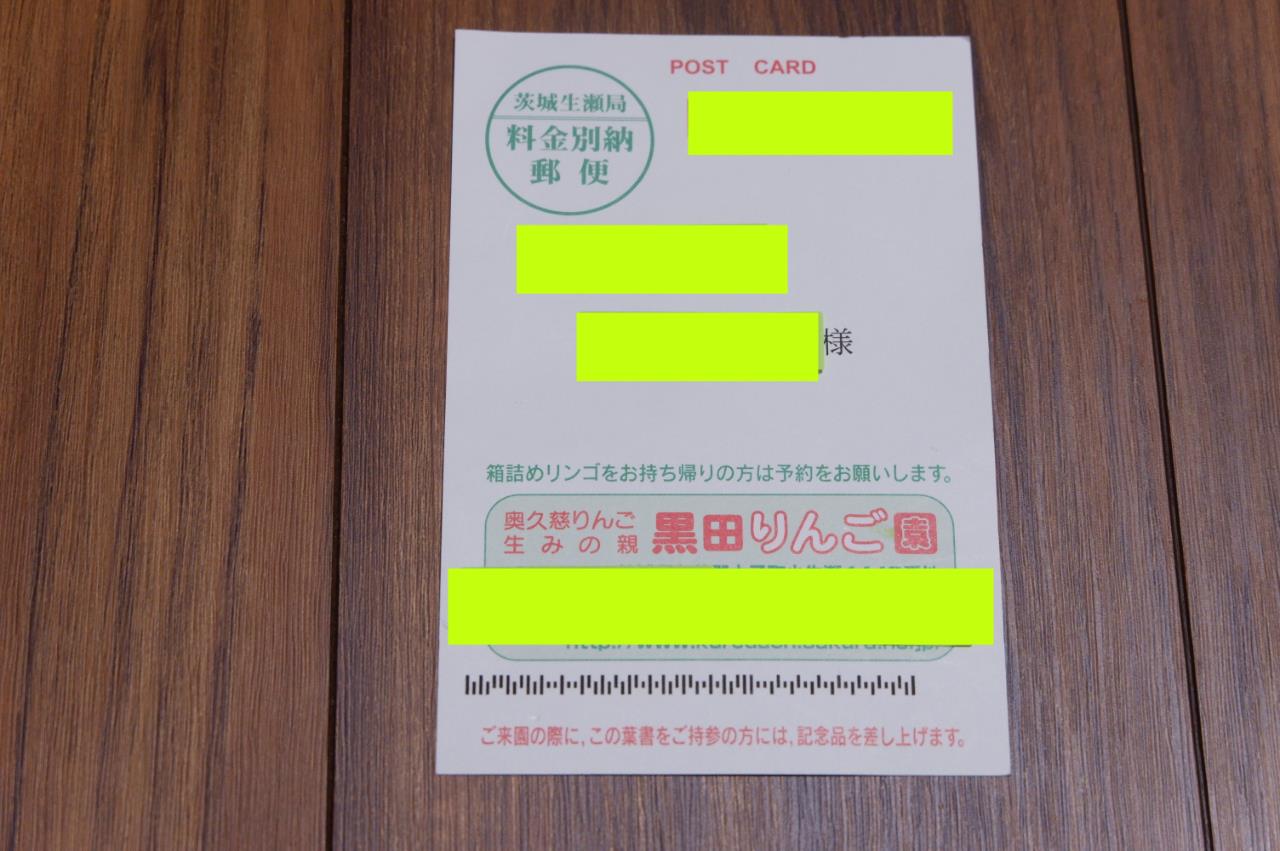 POST CARD
茨城生瀬局
料金別納
郵便
様
箱詰めリンゴをお持ち帰りの方は予約をお願いします。
奥久慈りんご
生みの親
黒田りんご園
ご来園の際に,この葉書をご持参の方には,記念品を差し上げます。